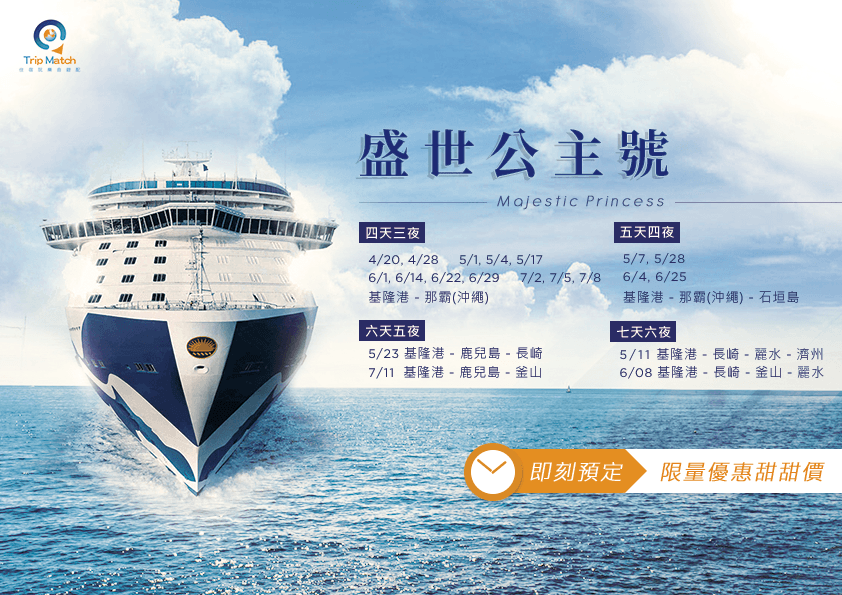 Trip Match
盛世公主號
Majestic Princess
四天三夜
4/20, 4/28 5/1, 5/4, 5/17
6/1, 6/14, 6/22, 6/29 7/2, 7/5, 7/8
基隆港 - 那霸(沖繩)
五天四夜
5/7, 5/28
6/4, 6/25
基隆港 - 那霸(沖繩) - 石垣島
六天五夜
5/23 基隆港 - 鹿兒島 - 長崎
7/11 基隆港 - 鹿兒島 - 釜山
七天六夜
5/11 基隆港 - 長崎 - 麗水 - 濟州
6/08 基隆港 - 長崎 - 釜山 - 麗水
即刻預定 限量優惠甜甜價